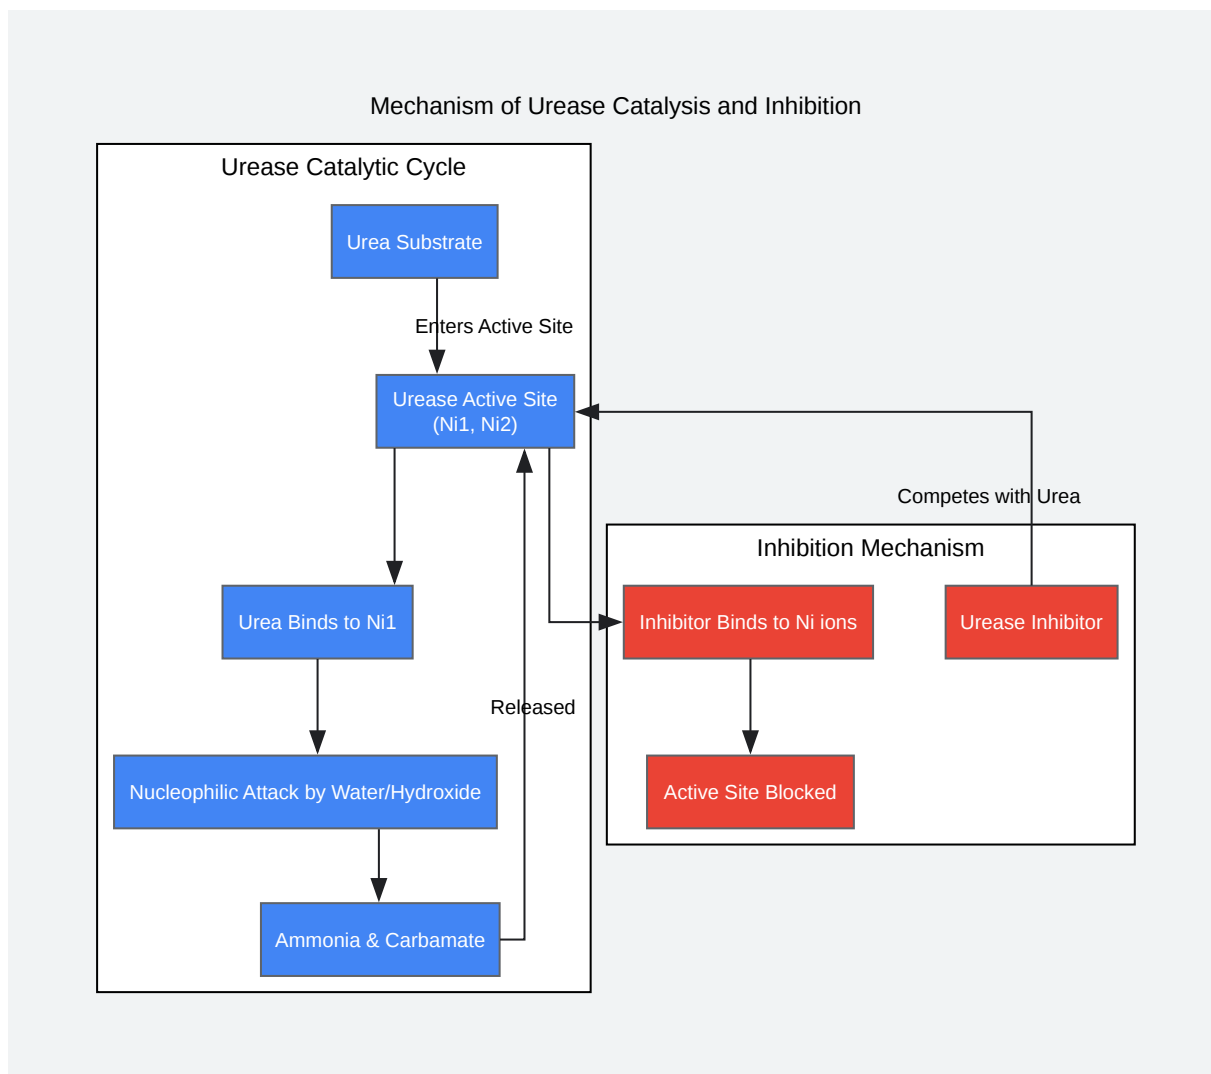 Mechanism of Urease Catalysis and Inhibition
Urease Catalytic Cycle
Urea Substrate
Enters Active Site
Urease Active Site
(Ni1, Ni2)
Competes with Urea
Inhibition Mechanism
Urea Binds to Ni1
Inhibitor Binds to Ni ions
Urease Inhibitor
Released
Nucleophilic Attack by Water/Hydroxide
Active Site Blocked
Ammonia & Carbamate